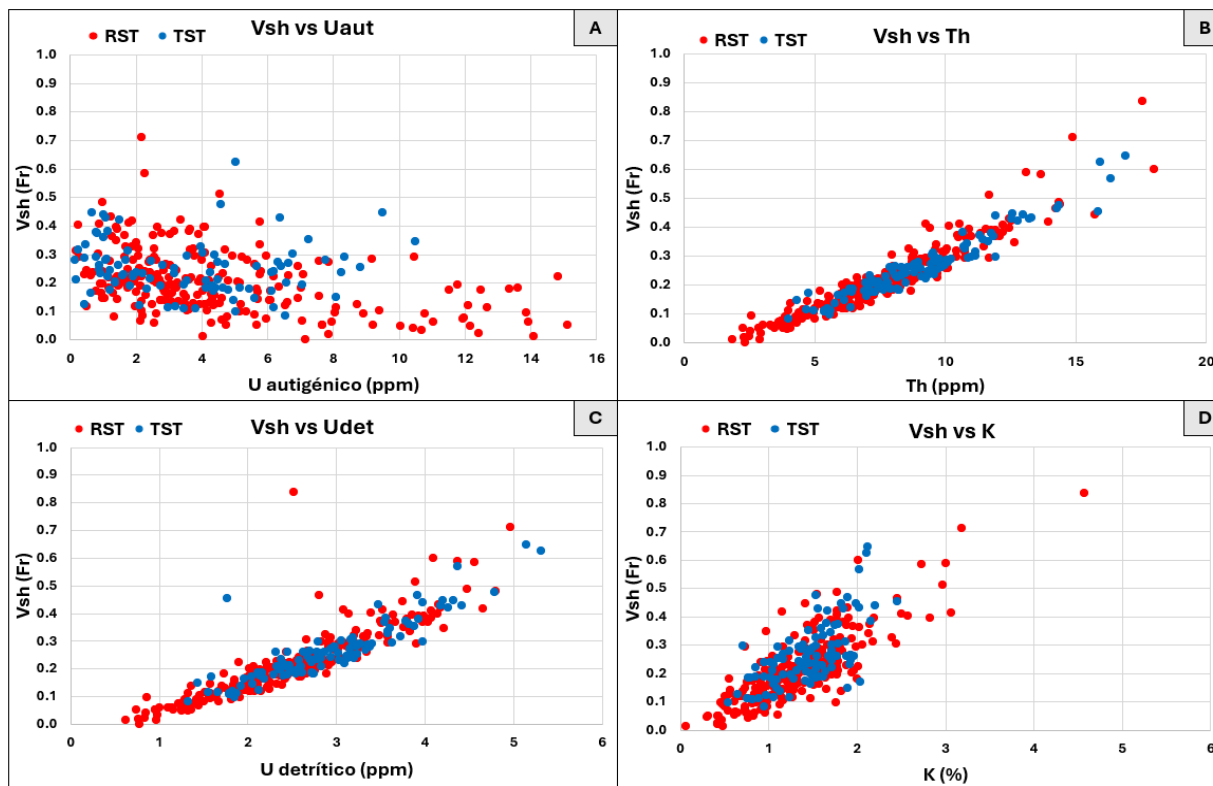 Vsh vs Uaut
A
RST TST
1.0
0.9
0.8
0.7
0.6
0.5
0.4
0.3
0.2
0.1
0.0
Vsh (Fr)
0 2 4 6 8 10 12 14 16
U autigénico (ppm)
Vsh vs Th
B
RST TST
1.0
0.9
0.8
0.7
0.6
0.5
0.4
0.3
0.2
0.1
0.0
Vsh (Fr)
0 5 10 15 20
Th (ppm)
Vsh vs Udet
C
RST TST
1.0
0.9
0.8
0.7
0.6
0.5
0.4
0.3
0.2
0.1
0.0
Vsh (Fr)
0 1 2 3 4 5 6
U detrítico (ppm)
Vsh vs K
D
RST TST
1.0
0.9
0.8
0.7
0.6
0.5
0.4
0.3
0.2
0.1
0.0
Vsh (Fr)
0 1 2 3 4 5 6
K (%)